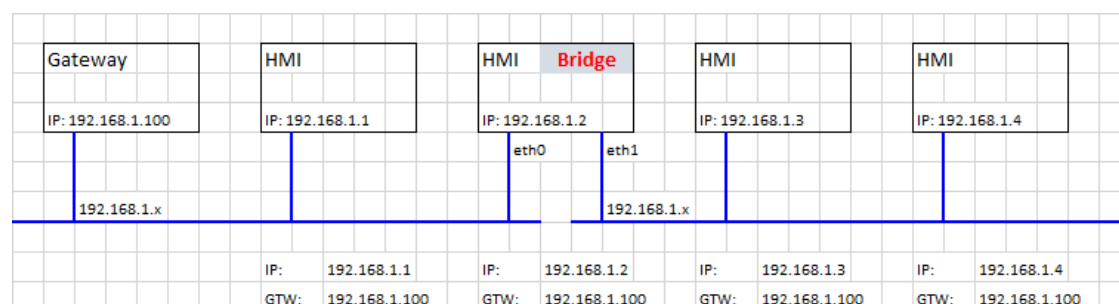 Gateway HMI HMI Bridge HMI HMI
IP: 192.168.1.100 IP: 192.168.1.1 IP: 192.168.1.2 IP: 192.168.1.3 IP: 192.168.1.4
eth0 eth1
192.168.1.x 192.168.1.x
IP: 192.168.1.1 IP: 192.168.1.2 IP: 192.168.1.3 IP: 192.168.1.4
GTW: 192.168.1.100 GTW: 192.168.1.100 GTW: 192.168.1.100 GTW: 192.168.1.100